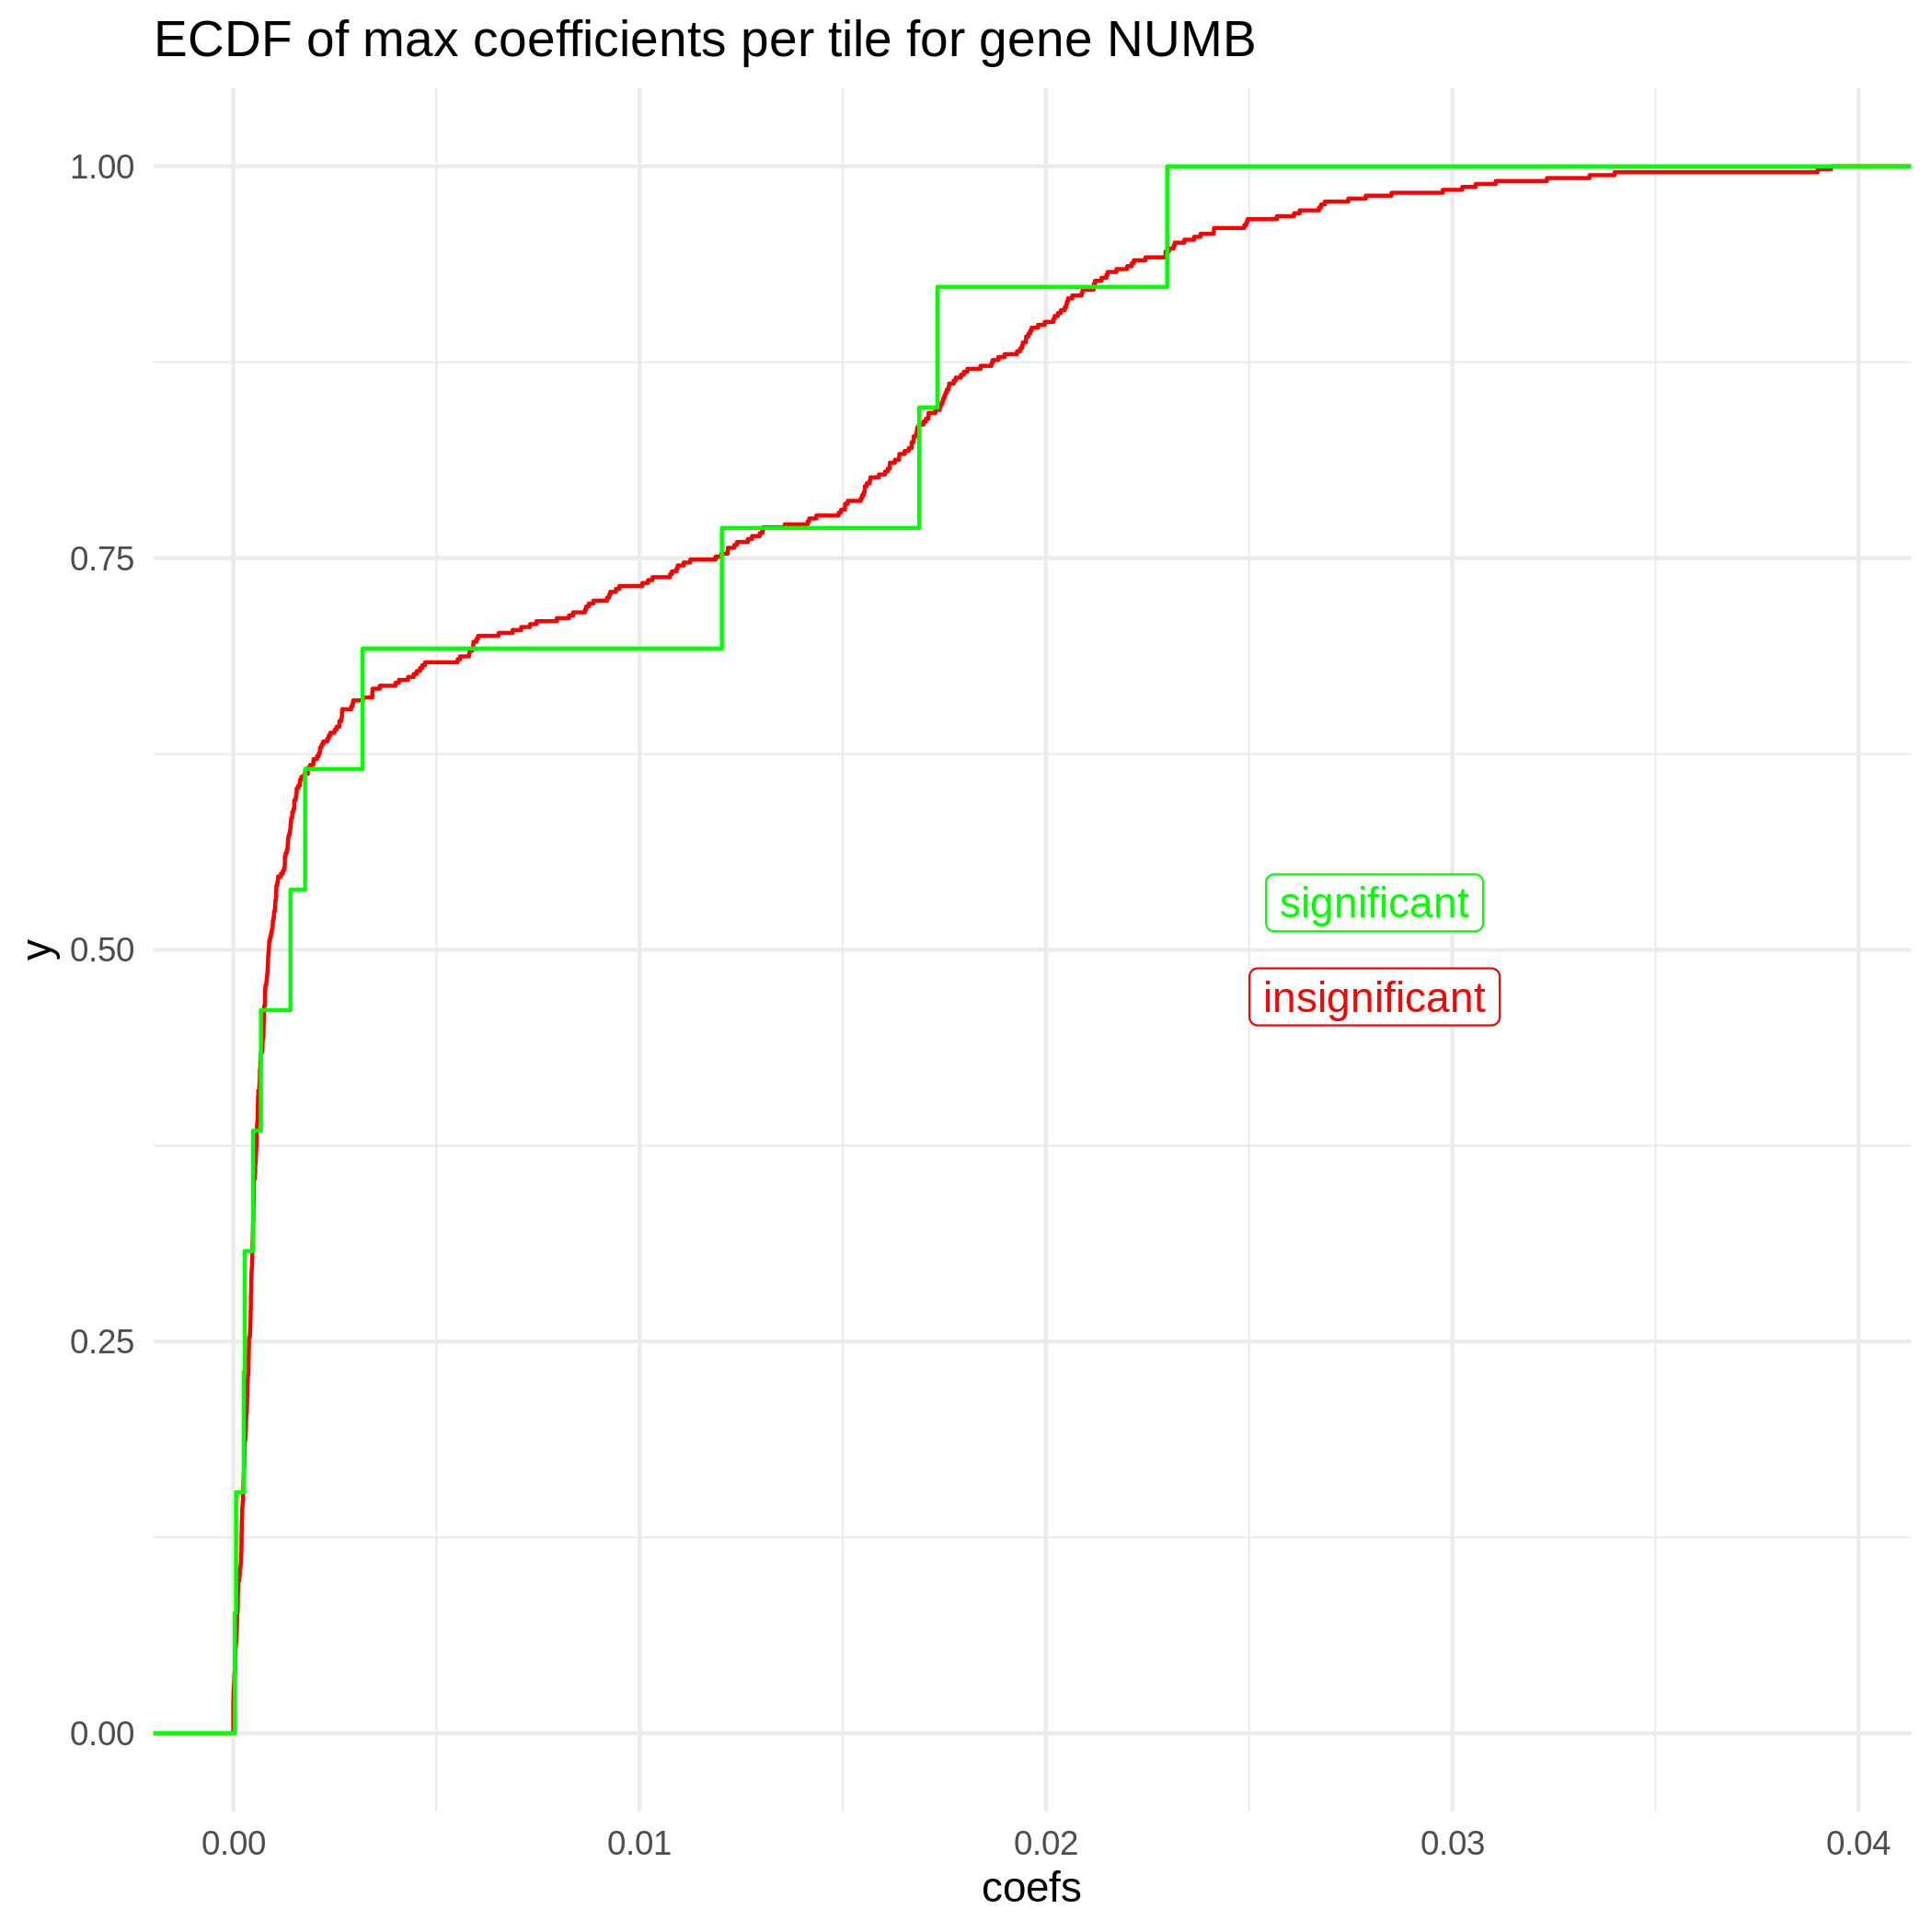 ECDF of max coefficients per tile for gene NUMB
1.00
0.75
0.50
0.25
0.00
y
significant
insignificant
0.00 0.01 0.02 0.03 0.04
coefs